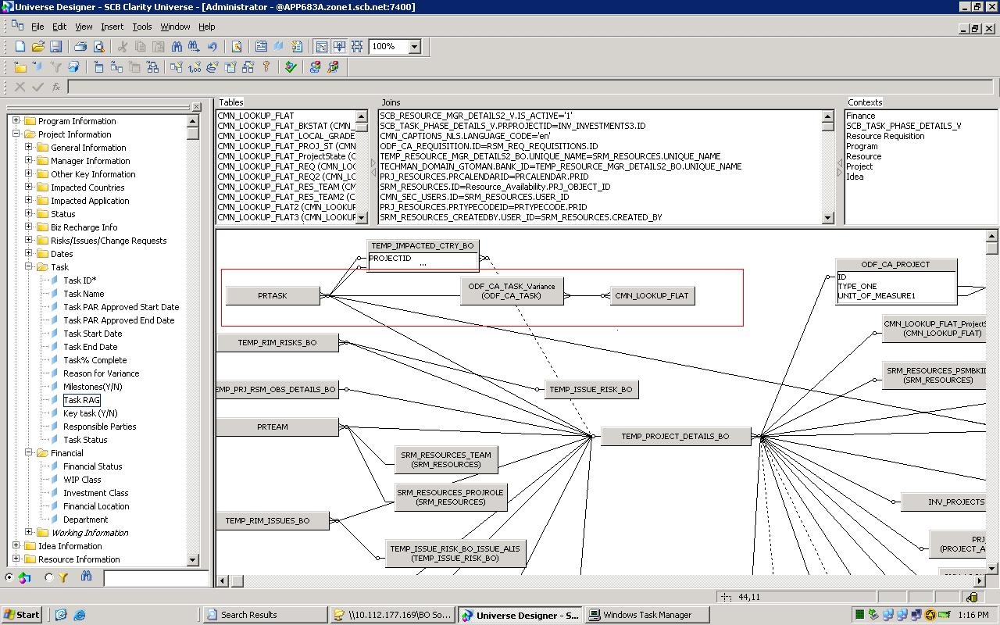 Universe Designer - SCB Clarity Universe - [Administrator - @APP683A.zone1.scb.net:7400]
File Edit View Insert Tools Window Help
100%
Program Information
Project Information
General Information
Manager Information
Other Key Information
Impacted Countries
Impacted Application
Status
Biz Recharge Info
Risks/Issues/Change Requests
Dates
Task
Task ID*
Task Name
Task PAR Approved Start Date
Task PAR Approved End Date
Task Start Date
Task End Date
Task% Complete
Reason for Variance
Milestones(Y/N)
Task RAG
Key task (Y/N)
Responsible Parties
Task Status
Financial
Financial Status
WIP Class
Investment Class
Financial Location
Department
Working Information
Idea Information
Resource Information
Tables
CMN_LOOKUP_FLAT
CMN_LOOKUP_FLAT_BKSTAT (CMN_
CMN_LOOKUP_FLAT_LOCAL_GRADE
CMN_LOOKUP_FLAT_PROJ_ST (CMN_
CMN_LOOKUP_FLAT_ProjectState (C
CMN_LOOKUP_FLAT_REQ (CMN_LOC
CMN_LOOKUP_FLAT_REQ2 (CMN_LO
CMN_LOOKUP_FLAT_RES_TEAM (CM
CMN_LOOKUP_FLAT_RES_TEAM2 (C
CMN_LOOKUP_FLAT2 (CMN_LOOKUP
CMN_LOOKUP_FLAT3 (CMN_LOOKUP
Joins
SCB_RESOURCE_MGR_DETAILS2_V.IS_ACTIVE='1'
SCB_TASK_PHASE_DETAILS_V.PRPROJECTID=INV_INVESTMENTS3.ID
CMN_CAPTIONS_NLS.LANGUAGE_CODE='en'
ODF_CA_REQUISITION.ID=RSM_REQ_REQUISITIONS.ID
TEMP_RESOURCE_MGR_DETAILS2_BO.UNIQUE_NAME=SRM_RESOURCES.UNIQUE_NAME
TECHMAN_DOMAIN_GTOMAN.BANK_ID=TEMP_RESOURCE_MGR_DETAILS2_BO.UNIQUE_NAME
PRJ_RESOURCES.PRCALENDARID=PRCALENDAR.PRID
SRM_RESOURCES.ID=Resource_Availability.PRJ_OBJECT_ID
CMN_SEC_USERS.ID=SRM_RESOURCES.USER_ID
PRJ_RESOURCES.PRTYPECODEID=PRTYPECODE.PRID
SRM_RESOURCES_CREATEDBY.USER_ID=SRM_RESOURCES.CREATED_BY
Contexts
Finance
SCB_TASK_PHASE_DETAILS_V
Resource Requisition
Program
Resource
Project
Idea
TEMP_IMPACTED_CTRY_BO
PROJECTID
...
PRTASK
ODF_CA_TASK_Variance
(ODF_CA_TASK)
CMN_LOOKUP_FLAT
ODF_CA_PROJECT
ID
TYPE_ONE
UNIT_OF_MEASURE1
CMN_LOOKUP_FLAT_ProjectS
(CMN_LOOKUP_FLAT)
TEMP_RIM_RISKS_BO
SRM_RESOURCES_PSMBKID
(SRM_RESOURCES)
EMP_PRJ_RSM_OBS_DETAILS_BO
TEMP_ISSUE_RISK_BO
PRTEAM
TEMP_PROJECT_DETAILS_BO
SRM_RESOURCES_TEAM
(SRM_RESOURCES)
SRM_RESOURCES_PROJROLE
(SRM_RESOURCES)
INV_PROJECTS
TEMP_RIM_ISSUES_BO
TEMP_ISSUE_RISK_BO_ISSUE_ALIS
(TEMP_ISSUE_RISK_BO)
PRJ_
(PROJECT_A
44,11
Start
Search Results
\\10.112.177.169\BO So...
Universe Designer - S...
Windows Task Manager
1:16 PM